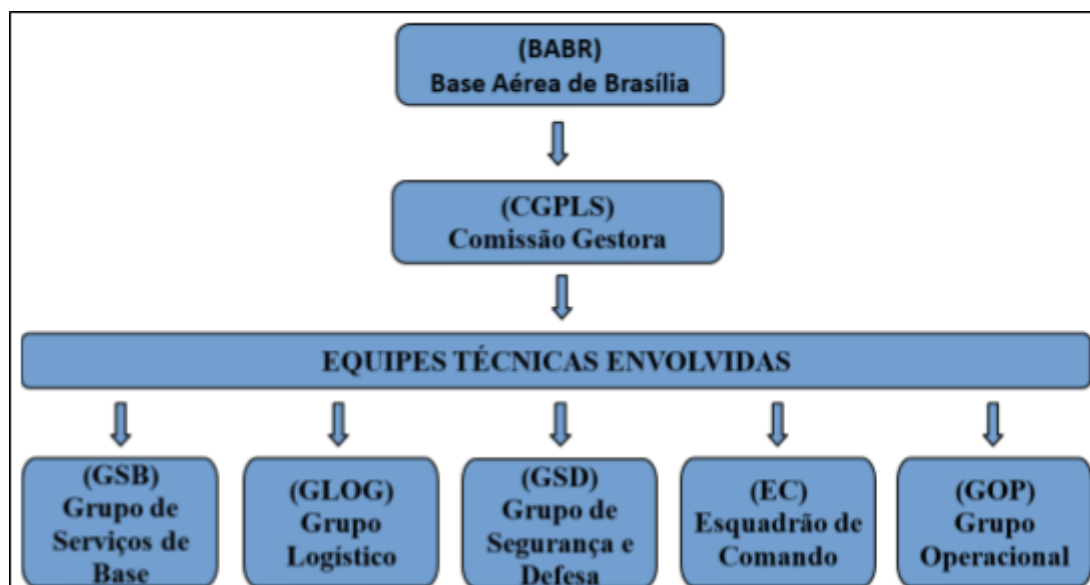 (BABR)
Base Aérea de Brasília
(CGPLS)
Comissão Gestora
EQUIPES TÉCNICAS ENVOLVIDAS
(GSB)
Grupo de
Serviços de
Base
(GLOG)
Grupo
Logístico
(GSD)
Grupo de
Segurança e
Defesa
(EC)
Esquadrão de
Comando
(GOP)
Grupo
Operacional